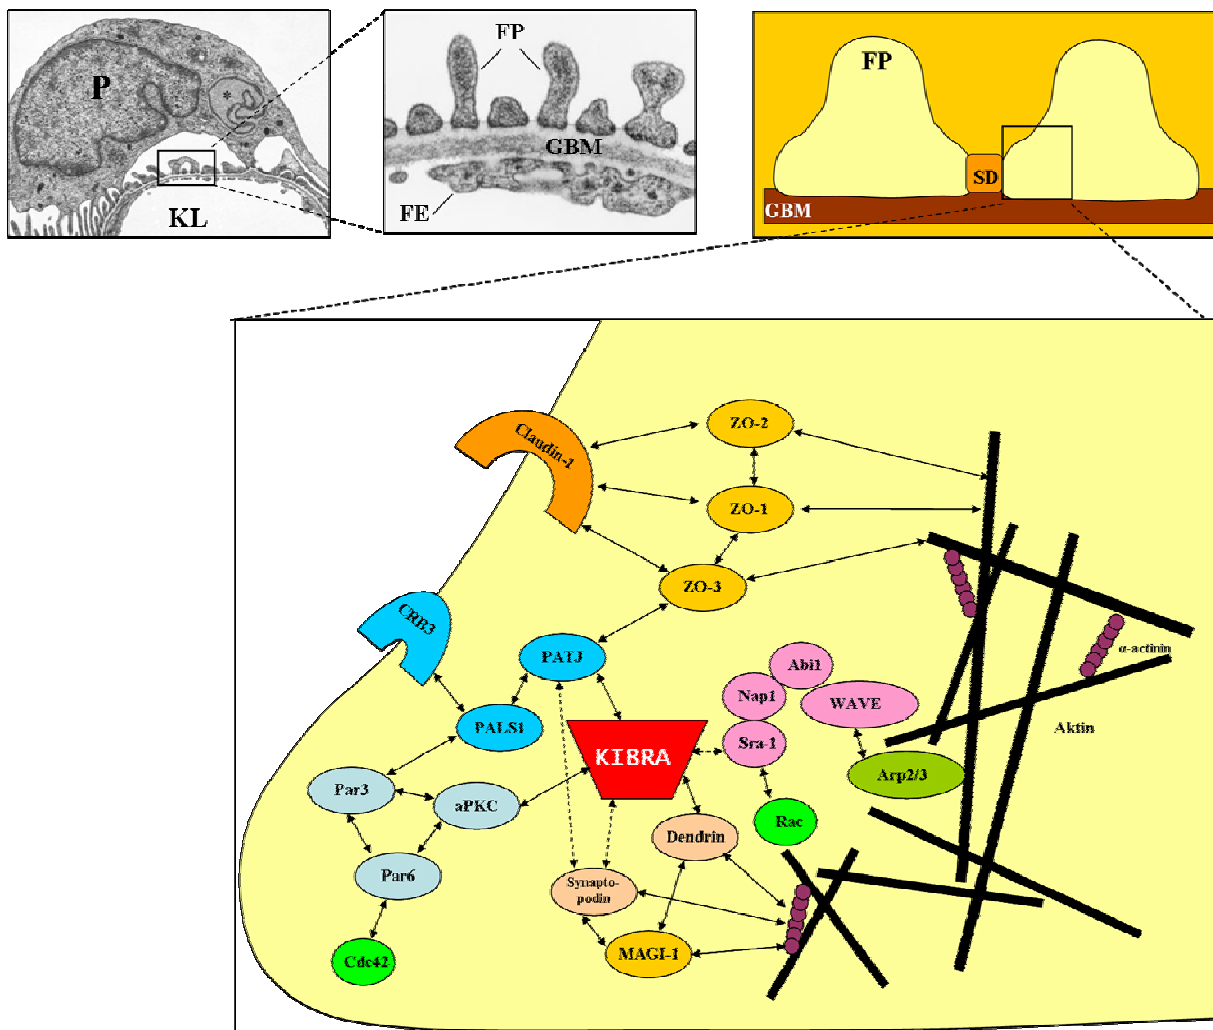 P
*
KL
FP
GBM
FE
FP
SD
GBM
Claudin-1
ZO-2
ZO-1
ZO-3
CRB3
PATJ
PALS1
Abi1
Nap1
WAVE
Sra-1
KIBRA
Arp2/3
α-actinin
Aktin
Par3
aPKC
Rac
Dendrin
Par6
Synapto-
podin
MAGI-1
Cdc42